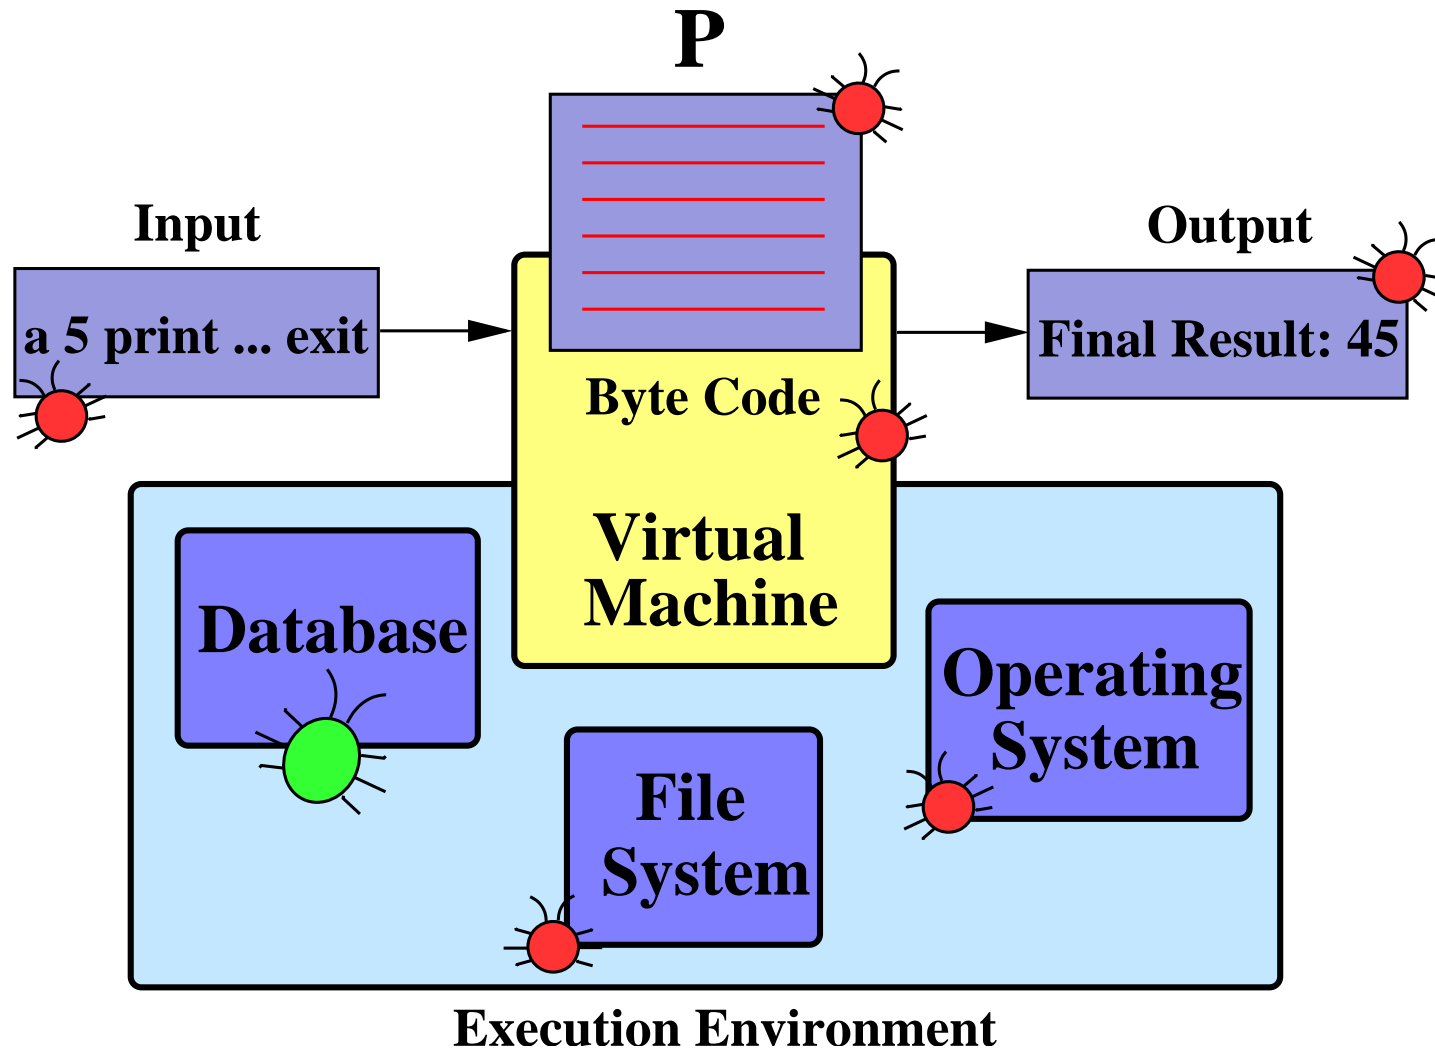 P
Input
Output
a 5 print ... exit
Final Result: 45
Byte Code
Virtual
Machine
Database
Operating
System
File
System
Execution Environment